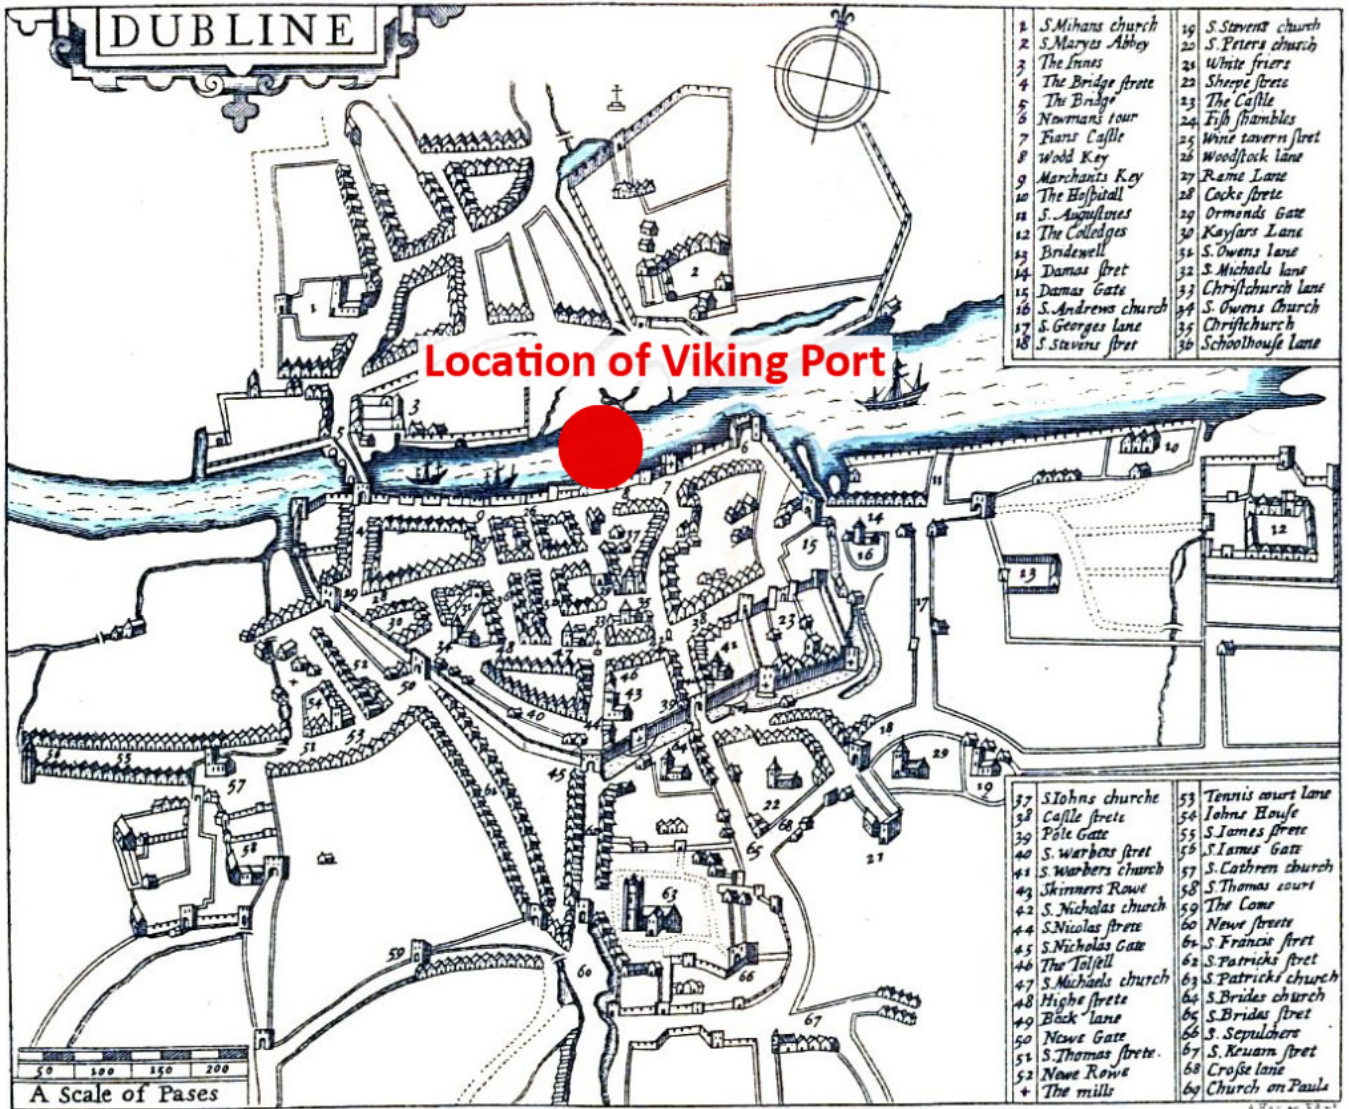 DUBLINE
1 S. Mihans church
2 S. Maryes Abbey
3 The Innes
4 The Bridge strete
5 The Bridge
6 Newmans tour
7 Fians Castle
8 Wood Key
9 Marchants Key
10 The Hospitall
11 S. Augustines
12 The Colledges
13 Bridewell
14 Damas stret
15 Damas Gate
16 S. Andrews church
17 S. Georges lane
18 S. Stevens stret
19 S. Stevens church
20 S. Peters church
21 White friers
22 Sheepe strete
23 The Castle
24 Fish shambles
25 Wine tavern stret
26 Woodstock lane
27 Rame Lane
28 Cocke strete
29 Ormonds Gate
30 Kaysars Lane
31 S. Owens lane
32 S. Michaels lane
33 Christchurch lane
34 S. Owens Church
35 Christchurch
36 Schoolhouse lane
Location of Viking Port
37 S. Iohns churche
38 Castle strete
39 Pole Gate
40 S. Warbers stret
41 S. Warbers church
43 Skinners Rowe
42 S. Nicholas church
44 S. Nicolas strete
45 S. Nicholas Gate
46 The Tolsell
47 S. Michaels church
48 Highe strete
49 Back lane
50 Newe Gate
51 S. Thomas strete.
52 Newe Rowe
+ The mills
53 Tennis court lane
54 Iohns House
55 S. Iames strete
56 S. Iames Gate
57 S. Cathren church
58 S. Thomas court
59 The Come
60 Newe streete
61 S. Francis stret
62 S. Patricks stret
63 S. Patricks church
64 S. Brides church
65 S. Brides stret
66 S. Sepulchers
67 S. Kevam stret
68 Crosse lane
69 Church on Pauls
50 100 150 200
A Scale of Pases